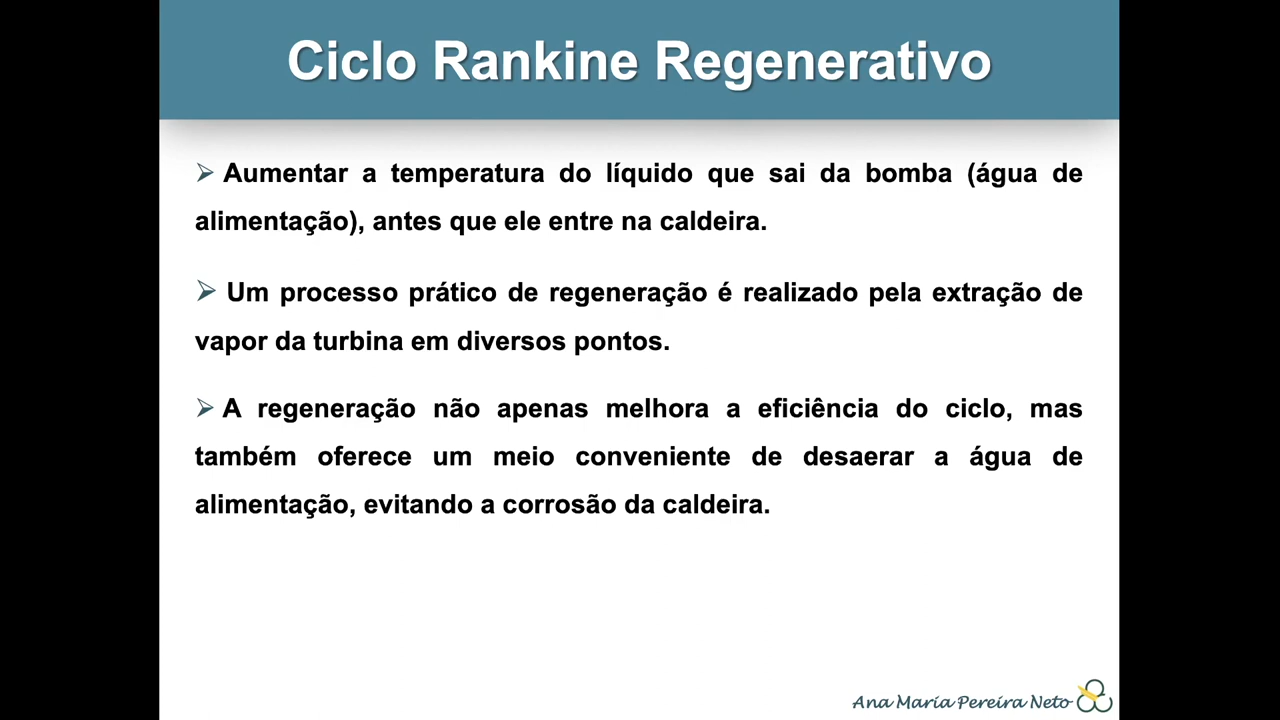 Ciclo Rankine Regenerativo
➢ Aumentar a temperatura do líquido que sai da bomba (água de
alimentação), antes que ele entre na caldeira.
➢ Um processo prático de regeneração é realizado pela extração de
vapor da turbina em diversos pontos.
➢ A regeneração não apenas melhora a eficiência do ciclo, mas
também oferece um meio conveniente de desaerar a água de
alimentação, evitando a corrosão da caldeira.
Ana Maria Pereira Neto